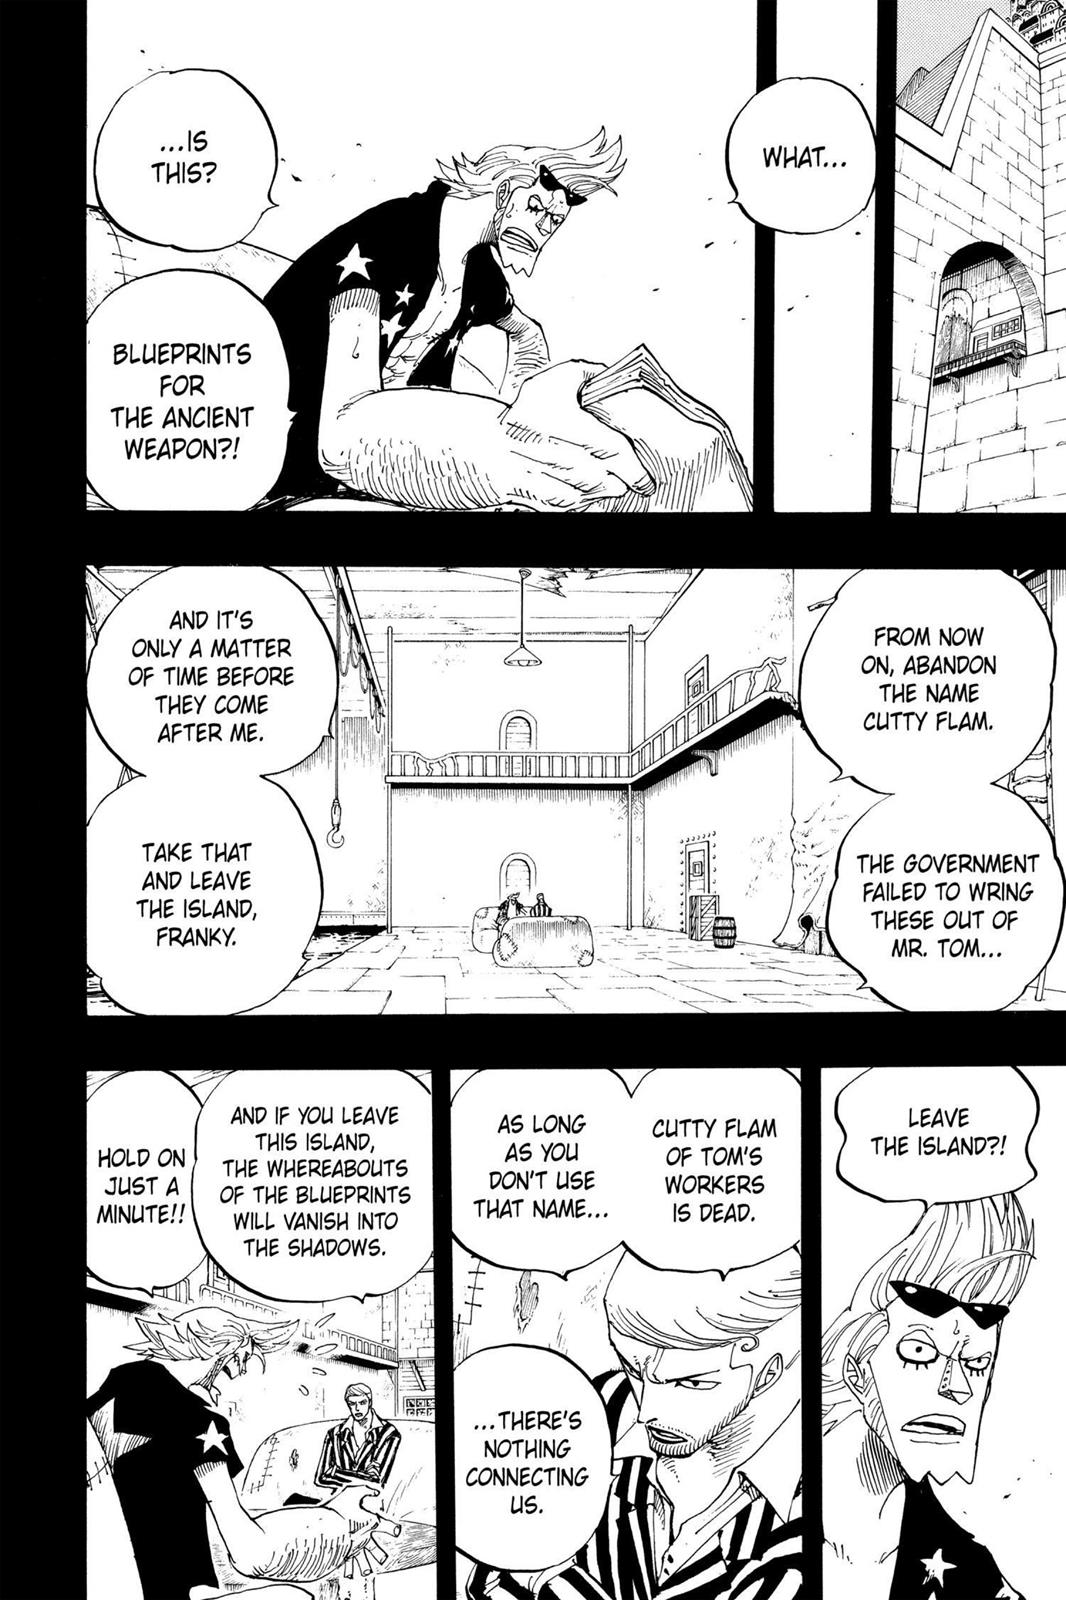 WHAT...
...IS
THIS?
BLUEPRINTS
FOR
THE ANCIENT
WEAPON?!
FROM NOW
ON, ABANDON
THE NAME
CUTTY FLAM.
THE GOVERNMENT
FAILED TO WRING
THESE OUT OF
MR. TOM...
AND IT'S
ONLY A MATTER
OF TIME BEFORE
THEY COME
AFTER ME.
TAKE THAT
AND LEAVE
THE ISLAND,
FRANKY.
LEAVE
THE ISLAND?!
CUTTY FLAM
OF TOM'S
WORKERS
IS DEAD.
AS LONG
AS YOU
DON'T USE
THAT NAME...
...THERE'S
NOTHING
CONNECTING
US.
AND IF YOU LEAVE
THIS ISLAND,
THE WHEREABOUTS
OF THE BLUEPRINTS
WILL VANISH INTO
THE SHADOWS.
HOLD ON
JUST A
MINUTE!!